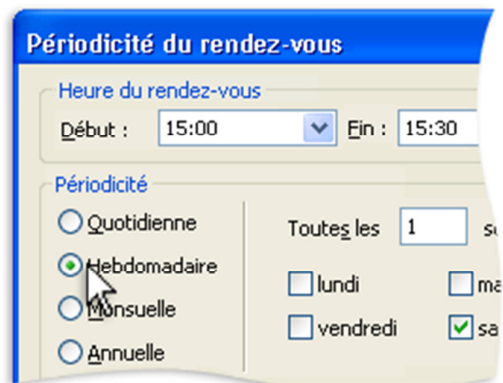 Périodicité du rendez-vous
Heure du rendez-vous
Début : 15:00 Fin : 15:30
Périodicité
Quotidienne Toutes les 1
Hebdomadaire lundi
Mensuelle vendredi
Annuelle